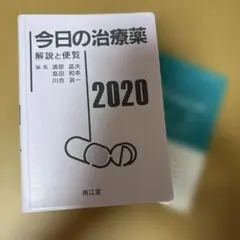 今日の治療薬
解説と便覧
編集 浦部 晶夫
島田 和幸
川合 眞一
2020
南江堂